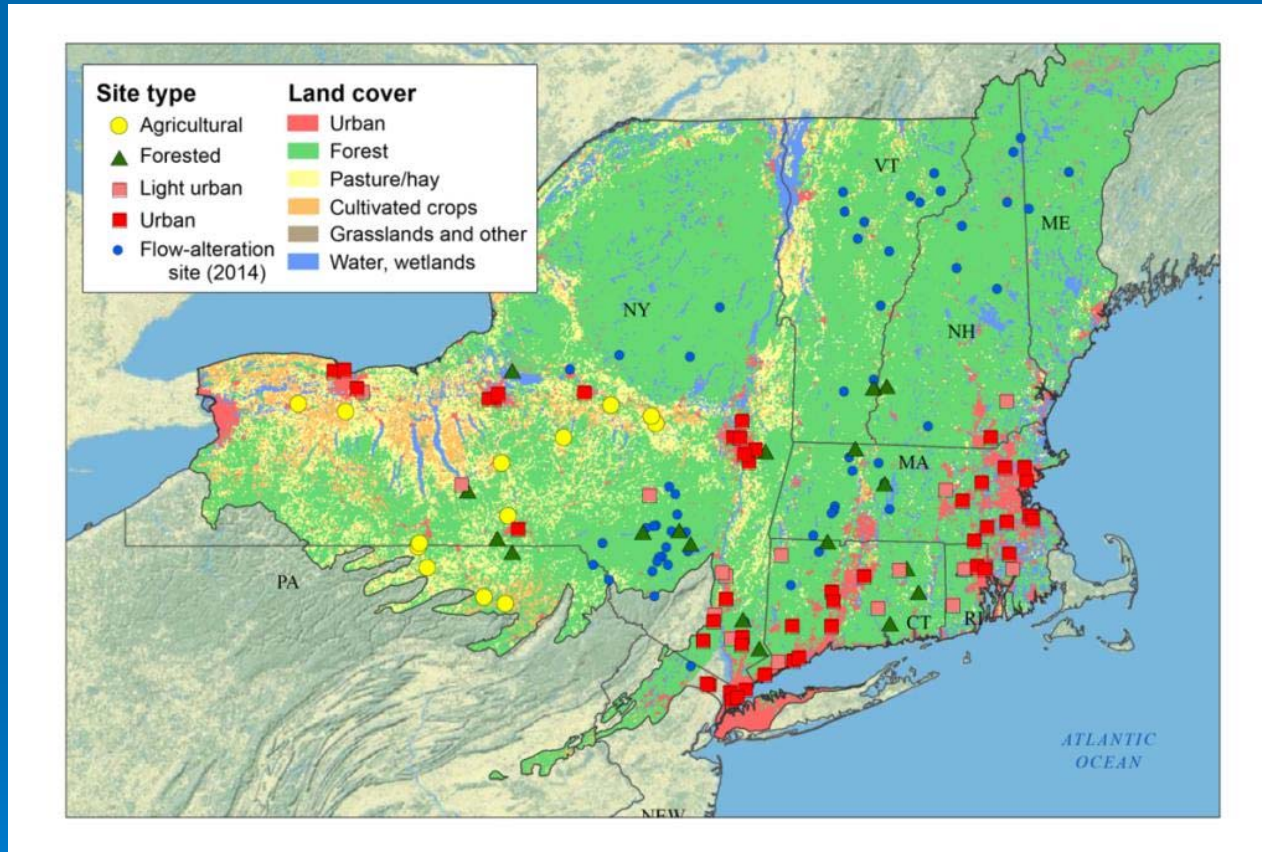 Site type
Agricultural
Forested
Light urban
Urban
Flow-alteration
site (2014)
Land cover
Urban
Forest
Pasture/hay
Cultivated crops
Grasslands and other
Water, wetlands
VT
ME
NY
NH
MA
PA
CT
RI
ATLANTIC
OCEAN
NEW